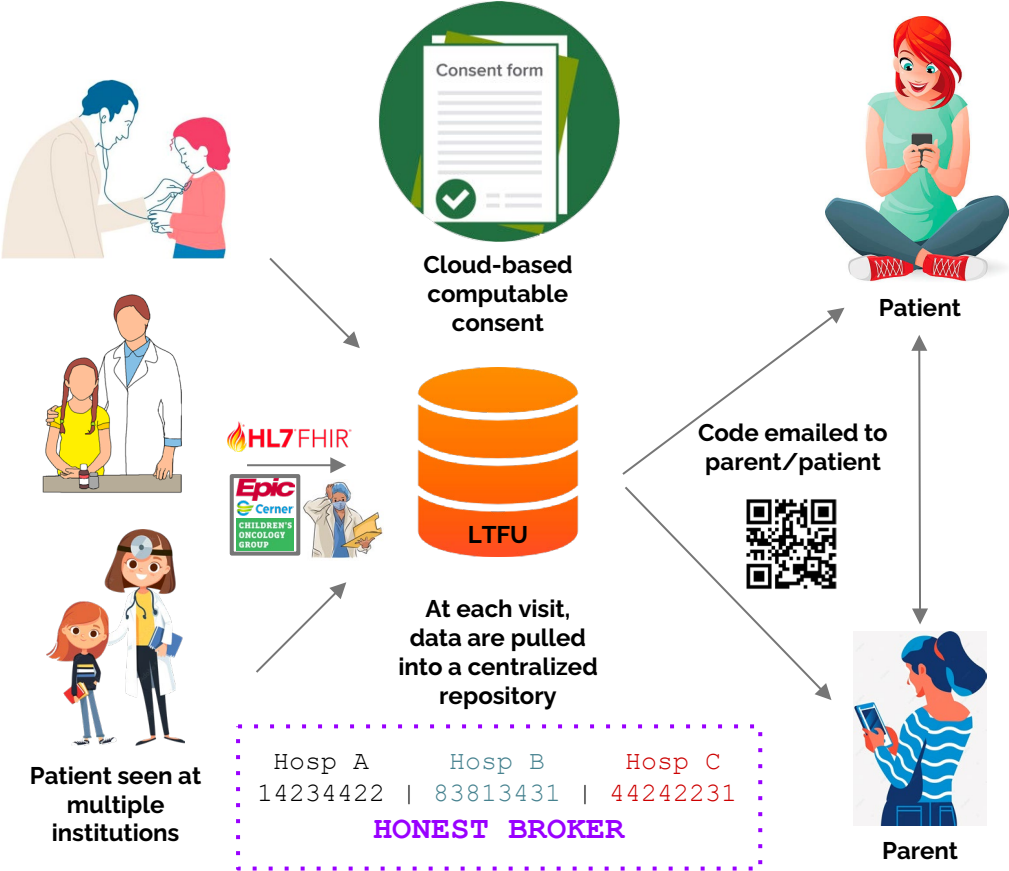 Consent form
Cloud-based
computable
consent
Patient
HL7 FHIR
Epic
Cerner
CHILDREN'S
ONCOLOGY
GROUP
LTFU
Code emailed to
parent/patient
At each visit,
data are pulled
into a centralized
repository
Patient seen at
multiple
institutions
Hosp A Hosp B Hosp C
14234422 | 83813431 | 44242231
HONEST BROKER
Parent